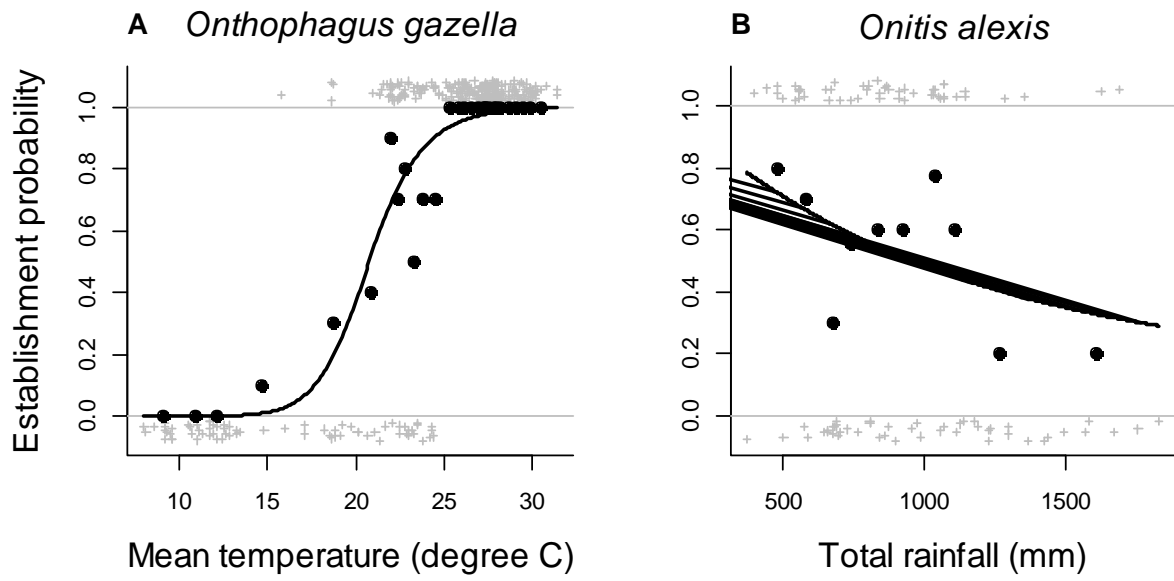 A Onthophagus gazella
B Onitis alexis
Establishment probability
1.0
0.8
0.6
0.4
0.2
0.0
10 15 20 25 30
Mean temperature (degree C)
1.0
0.8
0.6
0.4
0.2
0.0
500 1000 1500
Total rainfall (mm)